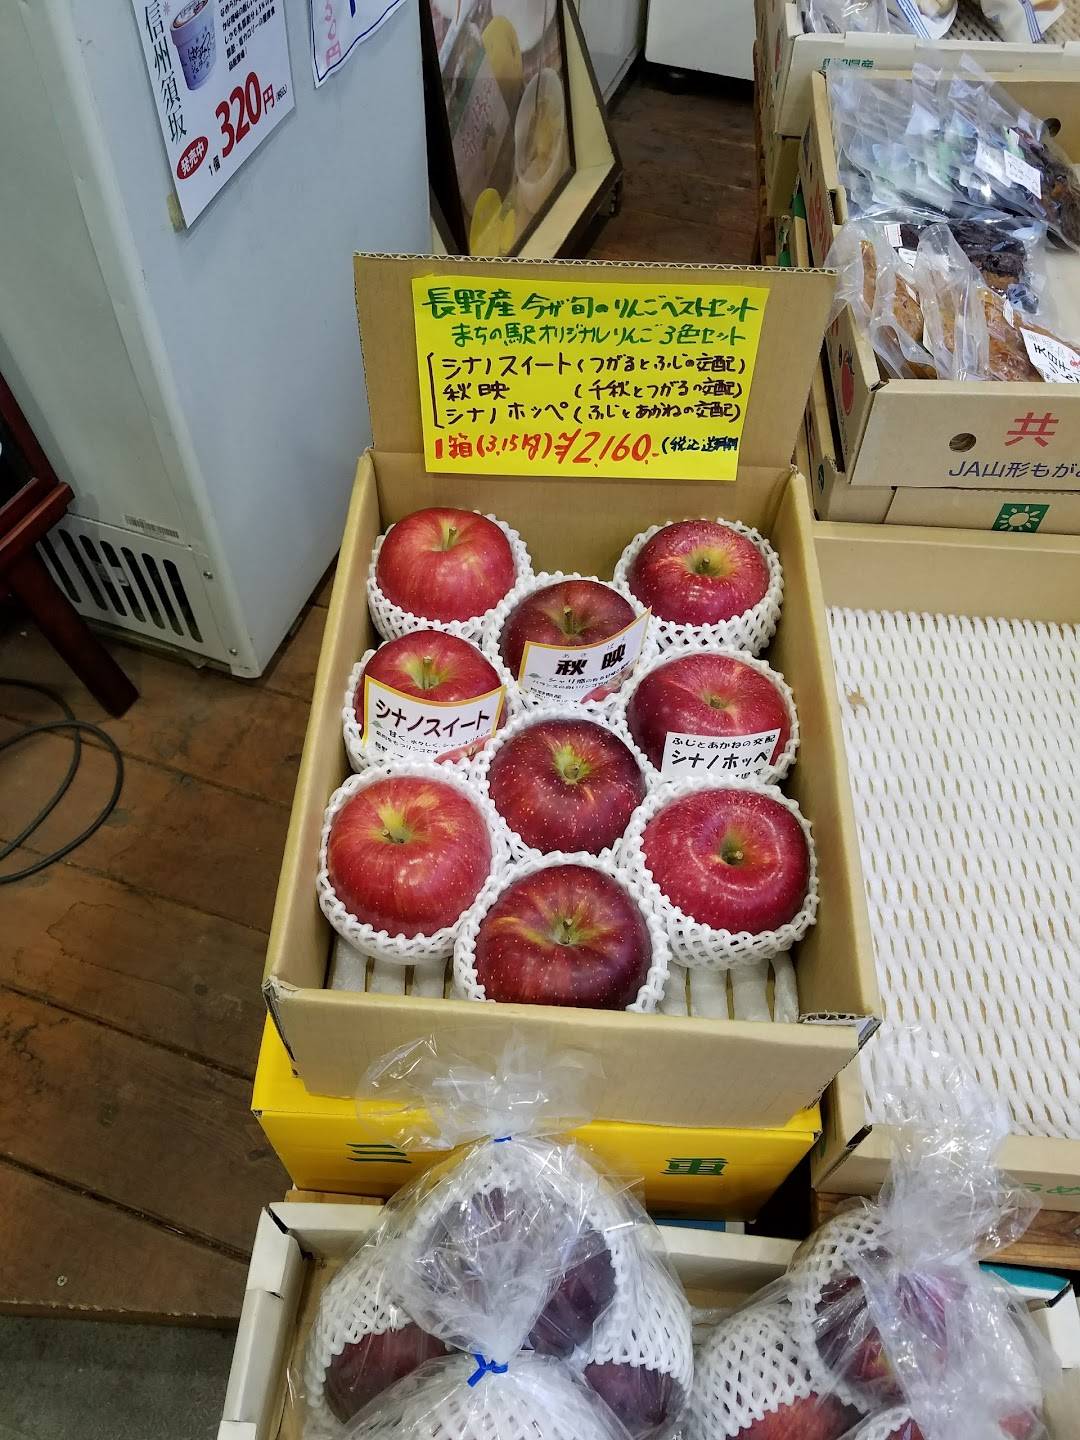 信州須坂
発売中
1個 320円
長野産 今が旬のりんごベストセット
まちの駅オリジナルりんご3色セット
シナノスイート(つがるとふじの交配)
秋映 (千秋とつがるの交配)
シナノホッペ(ふじとあかねの交配)
1箱(3.15kg)¥2,160.-
あきばえ
秋映
シナノスイート
ふじとあかねの交配
シナノホッペ
共
JA山形もがみ
三重